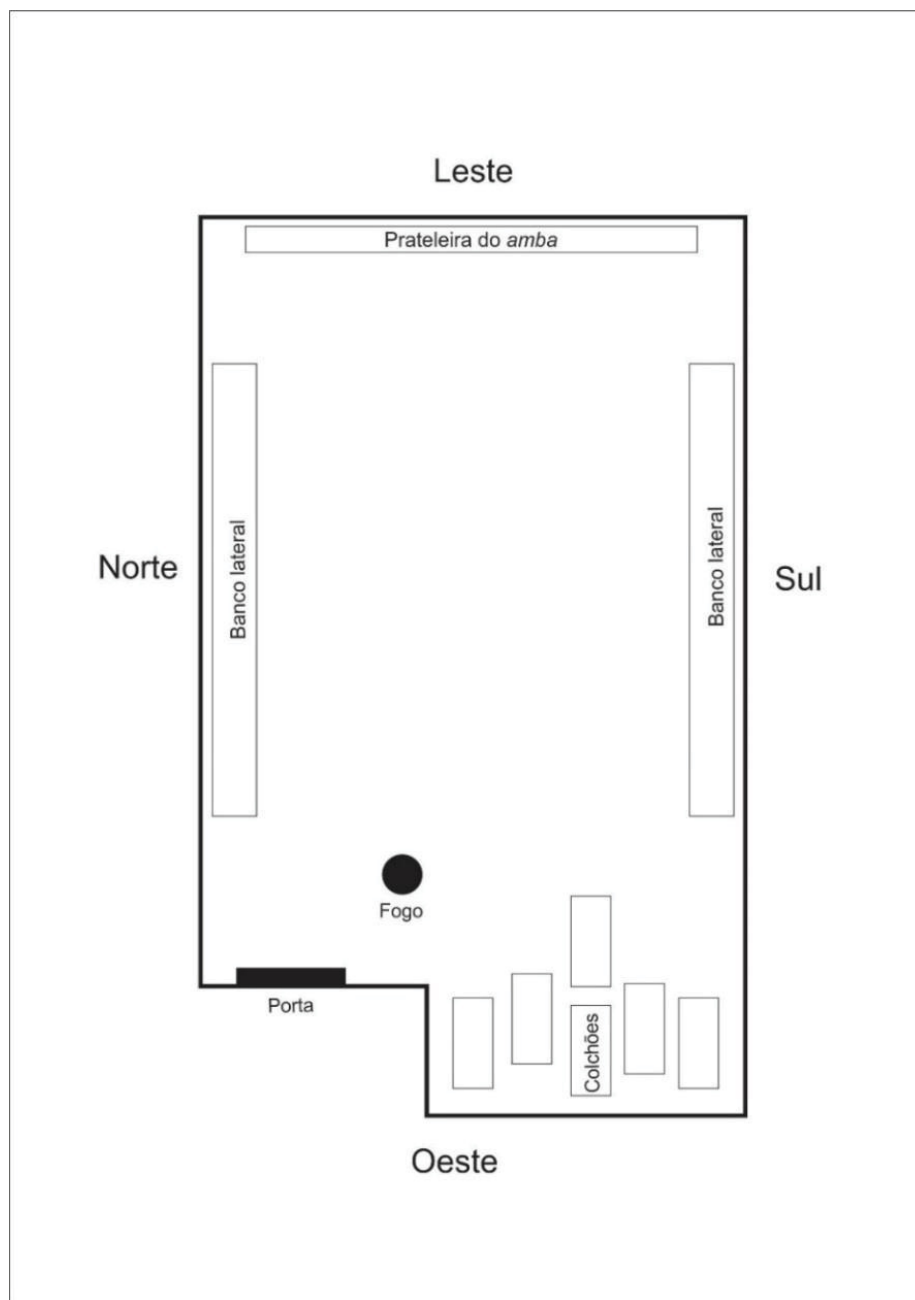 Leste
Prateleira do amba
Norte
Banco lateral
Banco lateral
Sul
Fogo
Porta
Colchões
Oeste